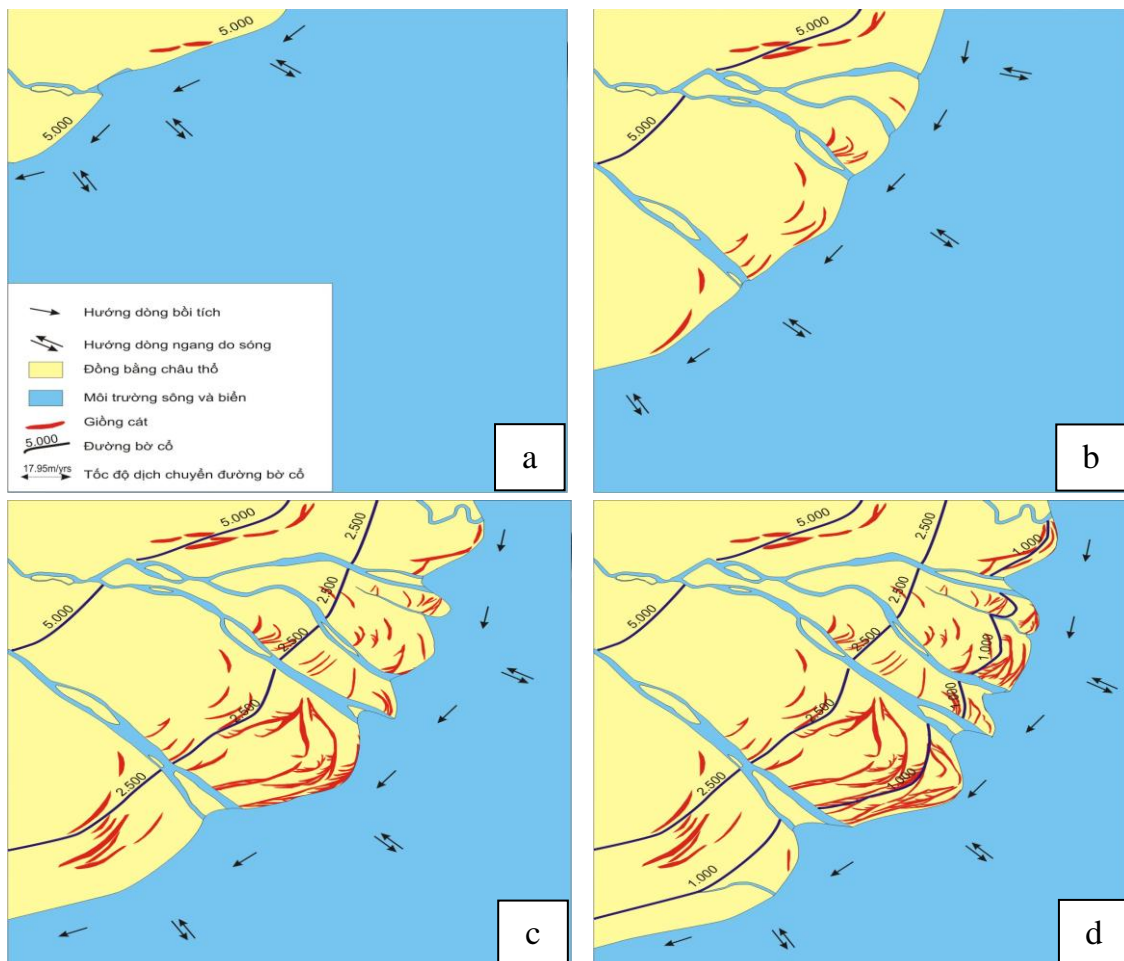 5.000
5.000
Hướng dòng bồi tích
Hướng dòng ngang do sóng
Đồng bằng châu thổ
Môi trường sông và biển
Giồng cát
5.000
Đường bờ cổ
17.95m/yrs
Tốc độ dịch chuyển đường bờ cổ
a
5.000
5.000
b
5.000
2.500
2.500
5.000
2.500
2.500
2.500
c
5.000
2.500
1.000
2.500
5.000
2.500
1.000
1.000
2.500
2.500
1.000
1.000
d